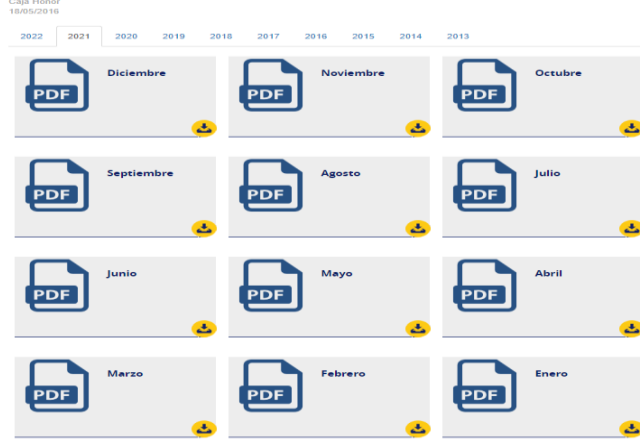 Caja Honor
18/05/2016
2022 2021 2020 2019 2018 2017 2016 2015 2014 2013
PDF Diciembre PDF Noviembre PDF Octubre
PDF Septiembre PDF Agosto PDF Julio
PDF Junio PDF Mayo PDF Abril
PDF Marzo PDF Febrero PDF Enero